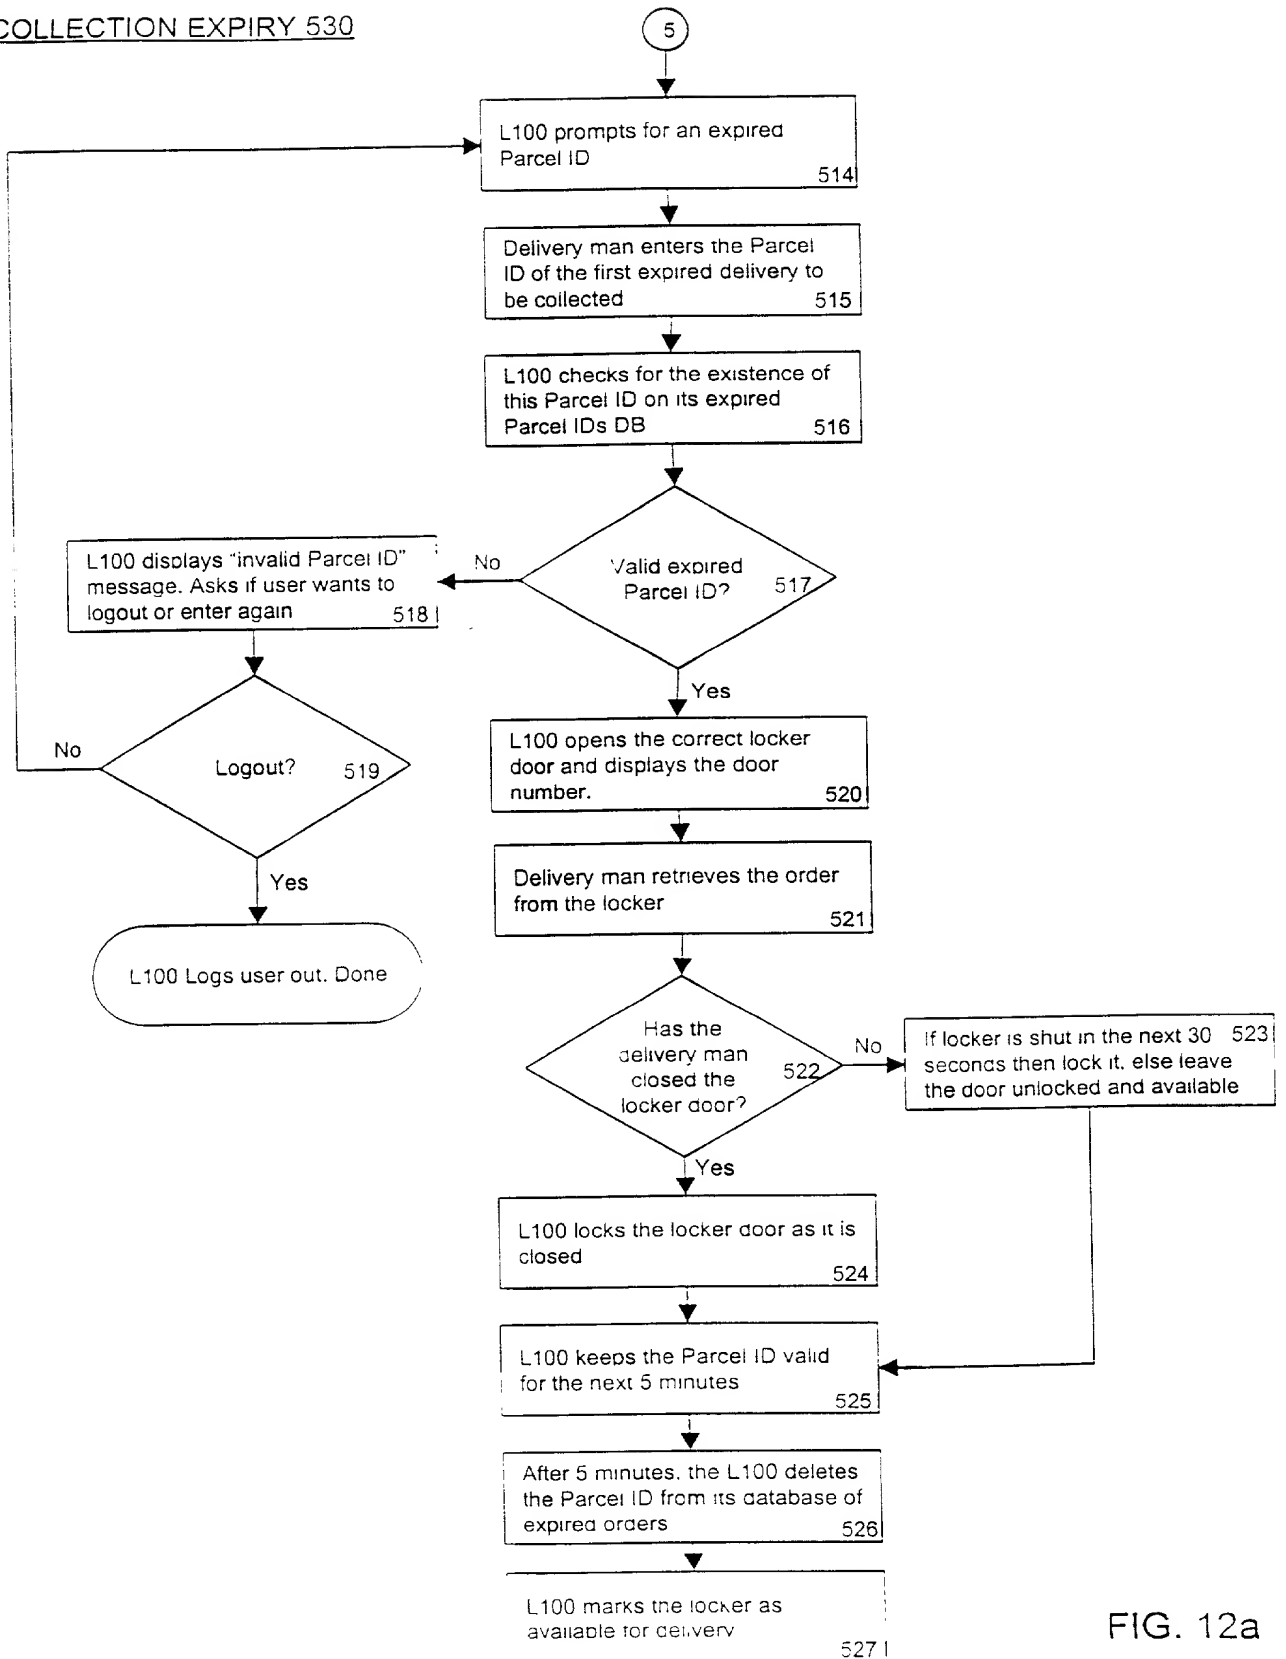 COLLECTION EXPIRY 530
5
L100 prompts for an expired
Parcel ID
514
Delivery man enters the Parcel
ID of the first expired delivery to
be collected 515
L100 checks for the existence of
this Parcel ID on its expired
Parcel IDs DB 516
Valid expired
Parcel ID? 517
No
L100 displays "invalid Parcel ID"
message. Asks if user wants to
logout or enter again 518
Yes
Logout? 519
No
Yes
L100 Logs user out. Done
L100 opens the correct locker
door and displays the door
number. 520
Delivery man retrieves the order
from the locker
521
Has the
delivery man
closed the
locker door?
522
No
If locker is shut in the next 30 523
seconds then lock it, else leave
the door unlocked and available
Yes
L100 locks the locker door as it is
closed
524
L100 keeps the Parcel ID valid
for the next 5 minutes
525
After 5 minutes, the L100 deletes
the Parcel ID from its database of
expired orders 526
L100 marks the locker as
available for delivery
527
FIG. 12a